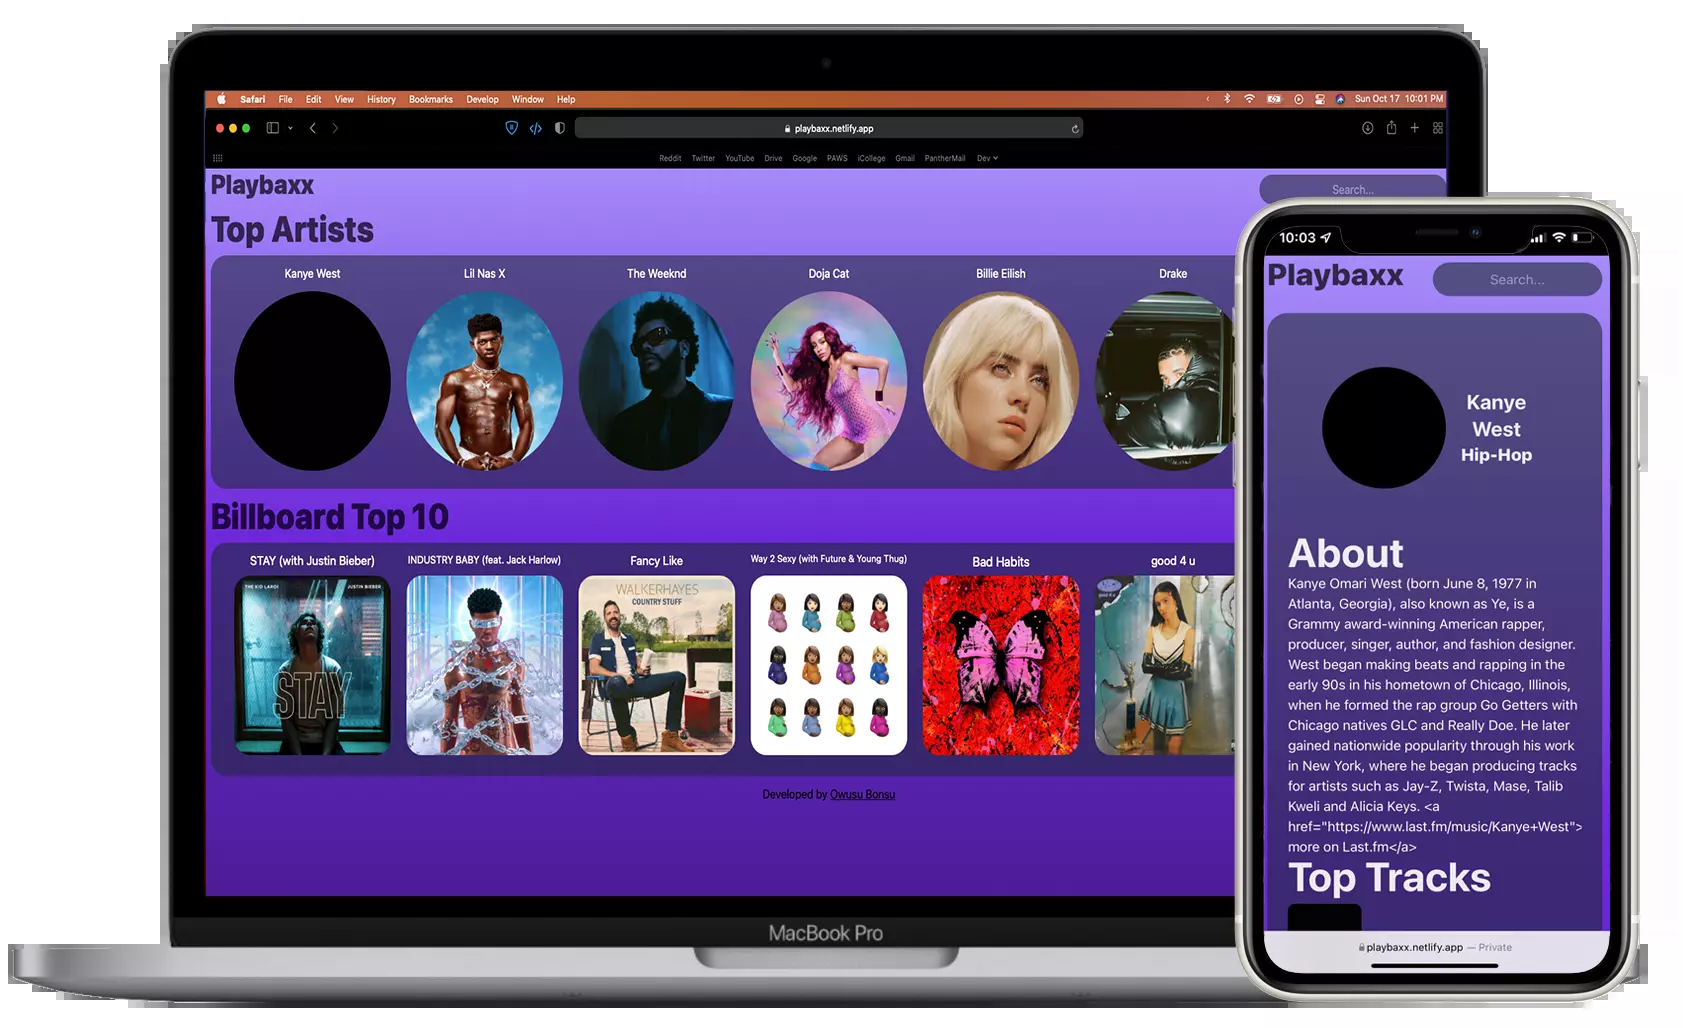 Safari File Edit View History Bookmarks Develop Window Help
Sun Oct 17 10:01 PM
playbaxx.netlify.app
Reddit Twitter YouTube Drive Google PAWS iCollege Gmail PantherMail Dev
Playbaxx
Search...
Top Artists
Kanye West
Lil Nas X
The Weeknd
Doja Cat
Billie Eilish
Drake
Billboard Top 10
STAY (with Justin Bieber)
INDUSTRY BABY (feat. Jack Harlow)
Fancy Like
Way 2 Sexy (with Future & Young Thug)
Bad Habits
good 4 u
THE KID LAROI JUSTIN BIEBER
STAY
WALKER HAYES
COUNTRY STUFF
good 4 u
Developed by Owusu Bonsu
MacBook Pro
10:03
Playbaxx
Search...
Kanye
West
Hip-Hop
About
Kanye Omari West (born June 8, 1977 in
Atlanta, Georgia), also known as Ye, is a
Grammy award-winning American rapper,
producer, singer, author, and fashion designer.
West began making beats and rapping in the
early 90s in his hometown of Chicago, Illinois,
when he formed the rap group Go Getters with
Chicago natives GLC and Really Doe. He later
gained nationwide popularity through his work
in New York, where he began producing tracks
for artists such as Jay-Z, Twista, Mase, Talib
Kweli and Alicia Keys. <a
href="https://www.last.fm/music/Kanye+West">
more on Last.fm</a>
Top Tracks
playbaxx.netlify.app — Private